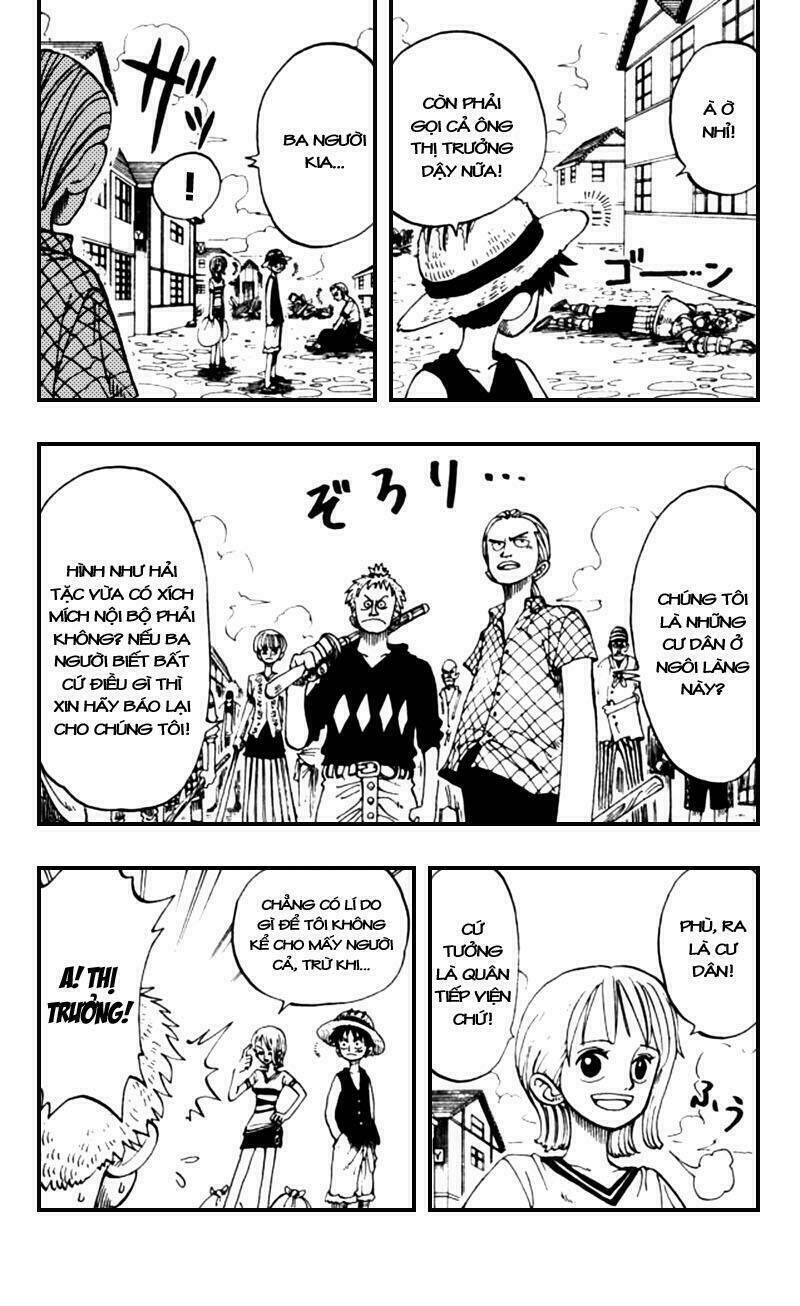 À Ờ
NHỈ!
CÒN PHẢI
GỌI CẢ ÔNG
THỊ TRƯỞNG
DẬY NỮA!
ゴーーン
BA NGƯỜI
KIA...
!
ザッ
CHÚNG TÔI
LÀ NHỮNG
CƯ DÂN Ở
NGÔI LÀNG
NÀY?
ぞろり…
HÌNH NHƯ HẢI
TẶC VỪA CÓ XÍCH
MÍCH NỘI BỘ PHẢI
KHÔNG? NẾU BA
NGƯỜI BIẾT BẤT
CỨ ĐIỀU GÌ THÌ
XIN HÃY BÁO LẠI
CHO CHÚNG TÔI!
CHẲNG CÓ LÍ DO
GÌ ĐỂ TÔI KHÔNG
KỂ CHO MẤY NGƯỜI
CẢ, TRỪ KHI...
A! THỊ
TRƯỞNG!
PHÙ, RA
LÀ CƯ
DÂN!
CỨ
TƯỞNG
LÀ QUÂN
TIẾP VIỆN
CHỨ!
ふぅ